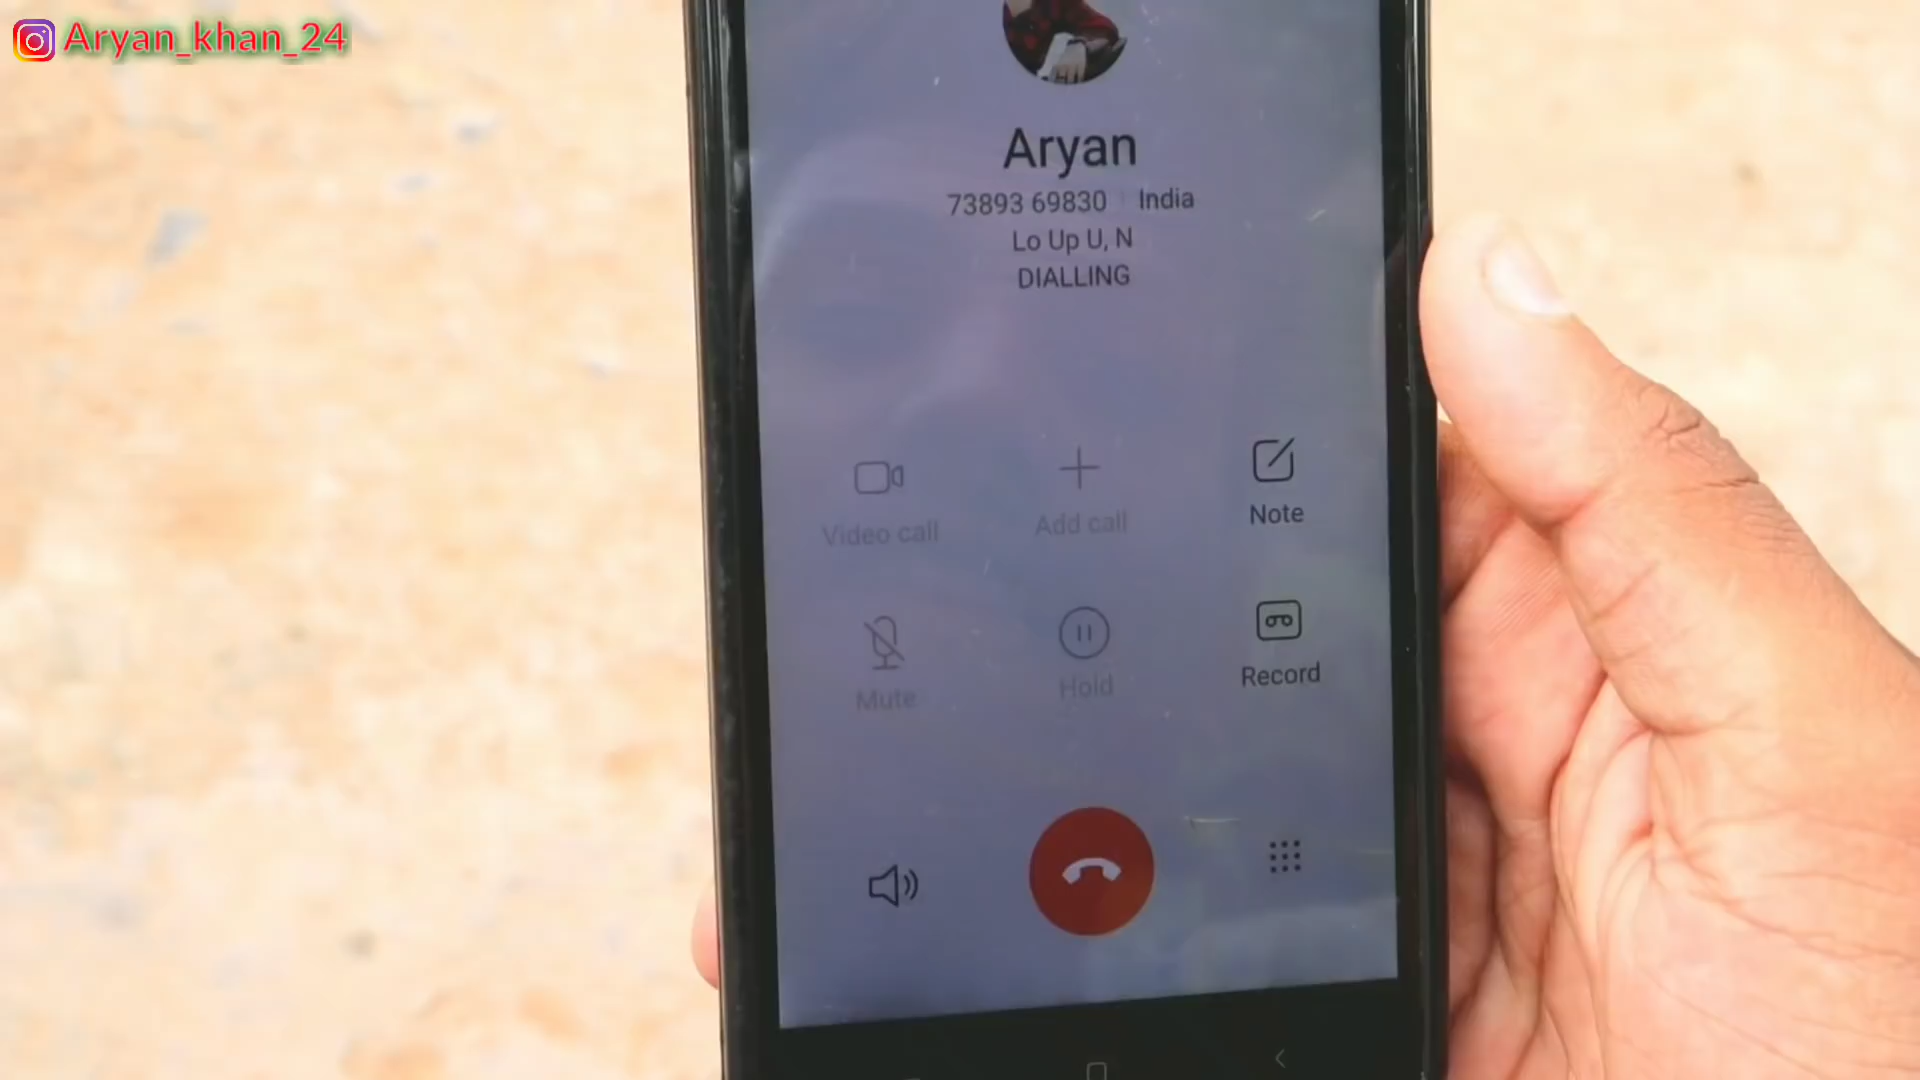 Aryan_khan_24
Aryan
73893 69830 India
Lo Up U, N
DIALLING
Video call
Add call
Note
Mute
Hold
Record